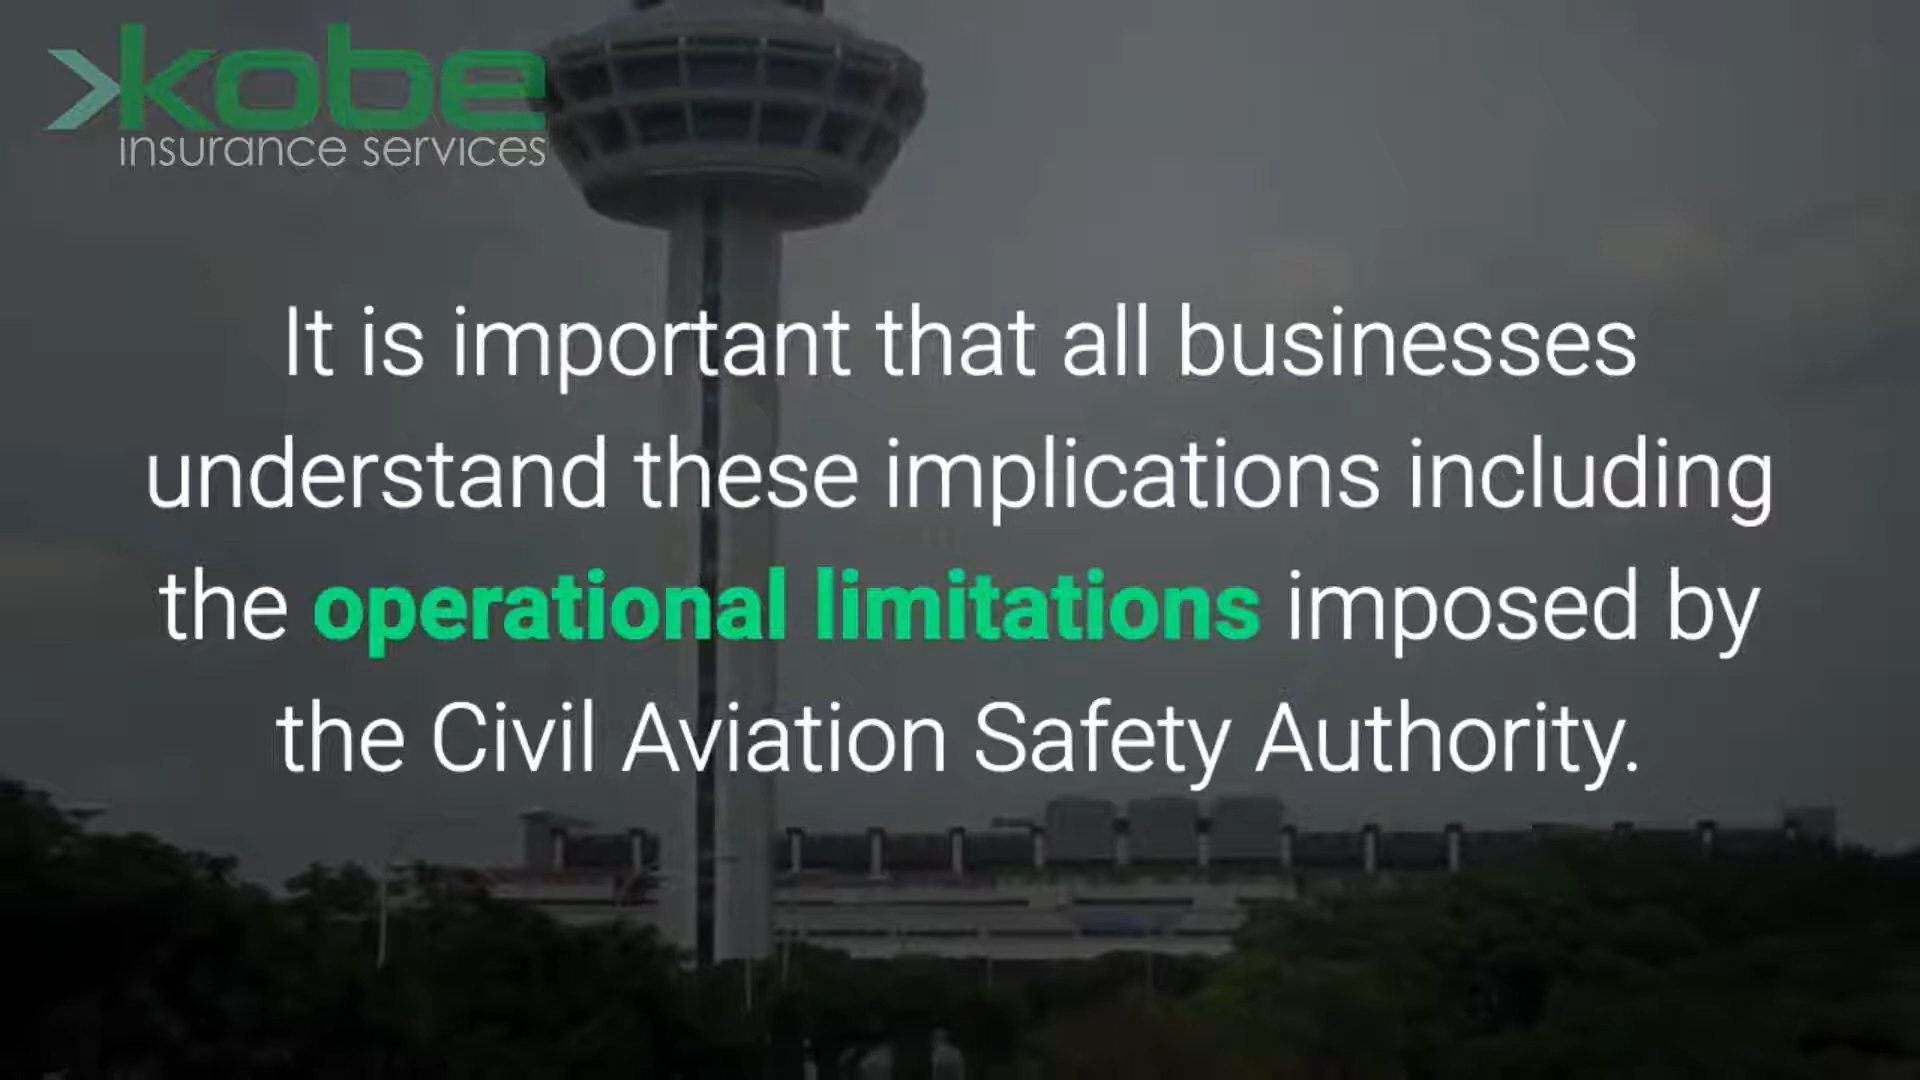 kobe
insurance services
It is important that all businesses
understand these implications including
the operational limitations imposed by
the Civil Aviation Safety Authority.